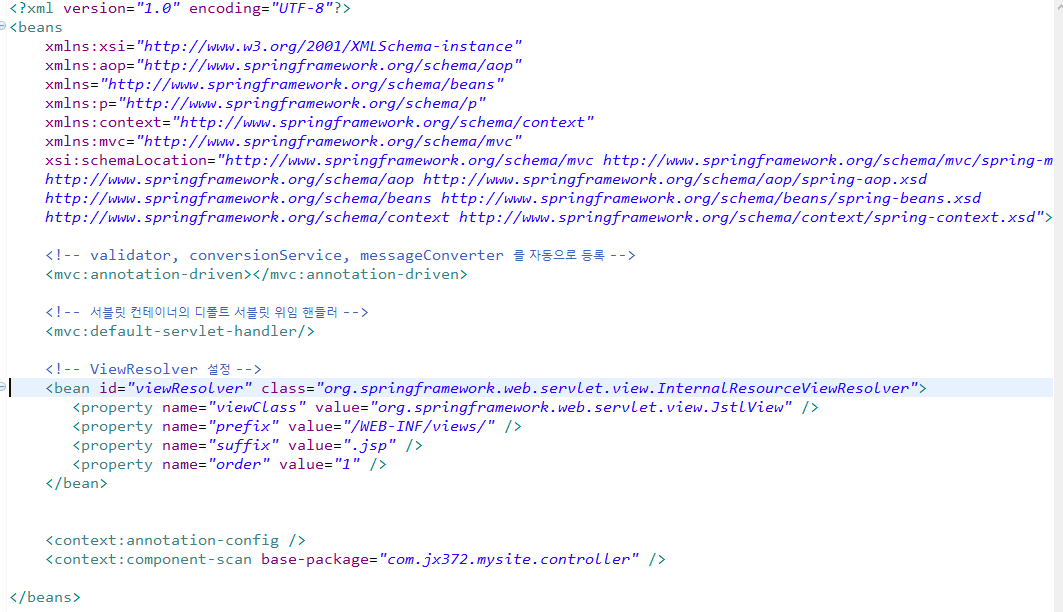 <?xml version="1.0" encoding="UTF-8"?>
<beans
xmlns:xsi="http://www.w3.org/2001/XMLSchema-instance"
xmlns:aop="http://www.springframework.org/schema/aop"
xmlns="http://www.springframework.org/schema/beans"
xmlns:p="http://www.springframework.org/schema/p"
xmlns:context="http://www.springframework.org/schema/context"
xmlns:mvc="http://www.springframework.org/schema/mvc"
xsi:schemaLocation="http://www.springframework.org/schema/mvc http://www.springframework.org/schema/mvc/spring-m
http://www.springframework.org/schema/aop http://www.springframework.org/schema/aop/spring-aop.xsd
http://www.springframework.org/schema/beans http://www.springframework.org/schema/beans/spring-beans.xsd
http://www.springframework.org/schema/context http://www.springframework.org/schema/context/spring-context.xsd">
<!-- validator, conversionService, messageConverter 를 자동으로 등록 -->
<mvc:annotation-driven></mvc:annotation-driven>
<!-- 서블릿 컨테이너의 디폴트 서블릿 위임 핸들러 -->
<mvc:default-servlet-handler/>
<!-- ViewResolver 설정 -->
<bean id="viewResolver" class="org.springframework.web.servlet.view.InternalResourceViewResolver">
<property name="viewClass" value="org.springframework.web.servlet.view.JstlView" />
<property name="prefix" value="/WEB-INF/views/" />
<property name="suffix" value=".jsp" />
<property name="order" value="1" />
</bean>
<context:annotation-config />
<context:component-scan base-package="com.jx372.mysite.controller" />
</beans>